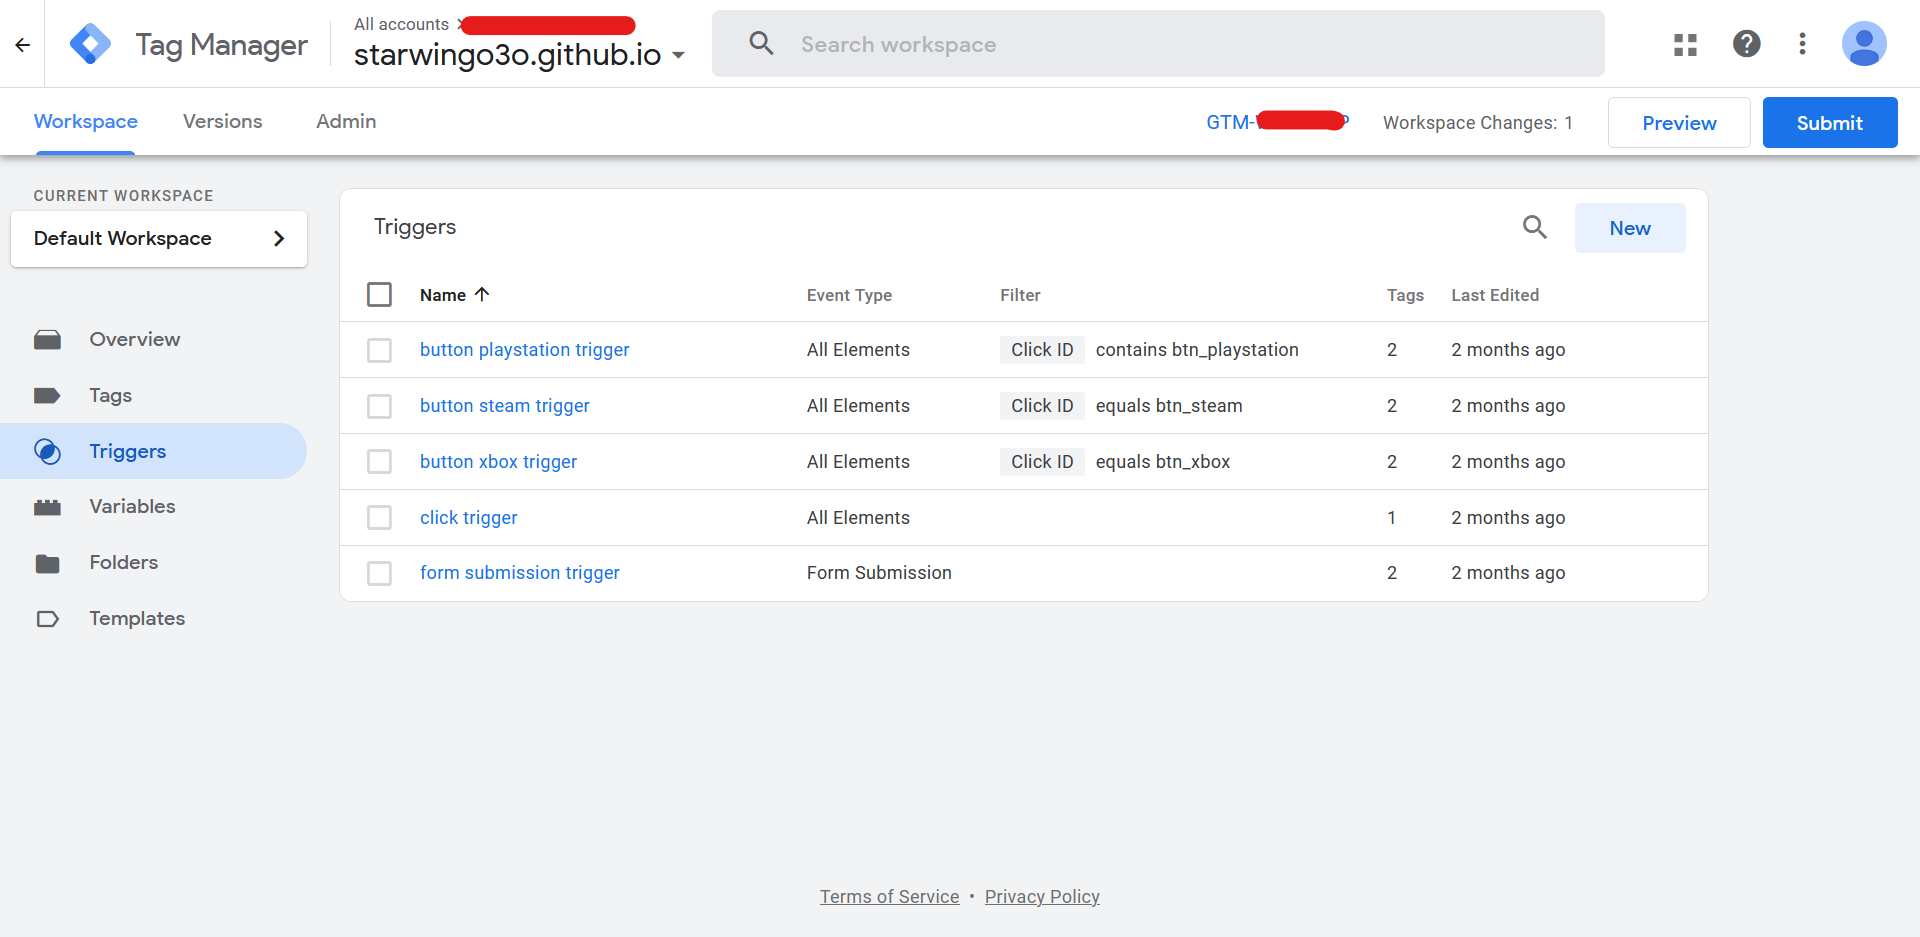 All accounts
Tag Manager
starwingo3o.github.io
Search workspace
Workspace
Versions
Admin
GTM-
Workspace Changes: 1
Preview
Submit
CURRENT WORKSPACE
Default Workspace
Overview
Tags
Triggers
Variables
Folders
Templates
Triggers
New
Name Event Type Filter Tags Last Edited
button playstation trigger All Elements Click ID contains btn_playstation 2 2 months ago
button steam trigger All Elements Click ID equals btn_steam 2 2 months ago
button xbox trigger All Elements Click ID equals btn_xbox 2 2 months ago
click trigger All Elements 1 2 months ago
form submission trigger Form Submission 2 2 months ago
Terms of Service • Privacy Policy